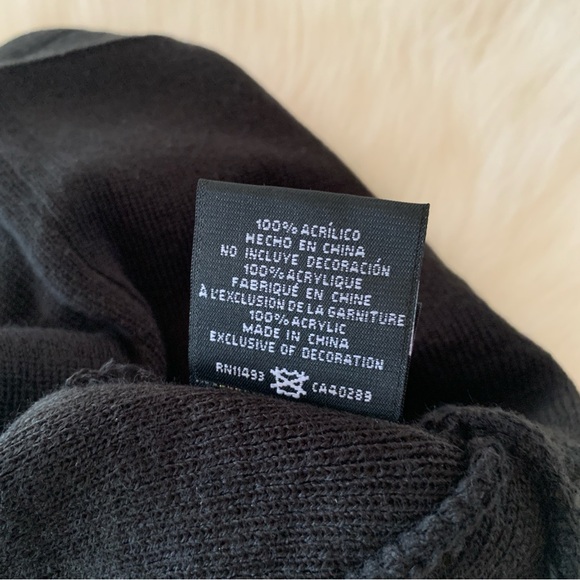 100% ACRÍLICO
HECHO EN CHINA
NO INCLUYE DECORACIÓN
100% ACRYLIQUE
FABRIQUÉ EN CHINE
À L'EXCLUSION DE LA GARNITURE
100% ACRYLIC
MADE IN CHINA
EXCLUSIVE OF DECORATION
RN11493 CA40289